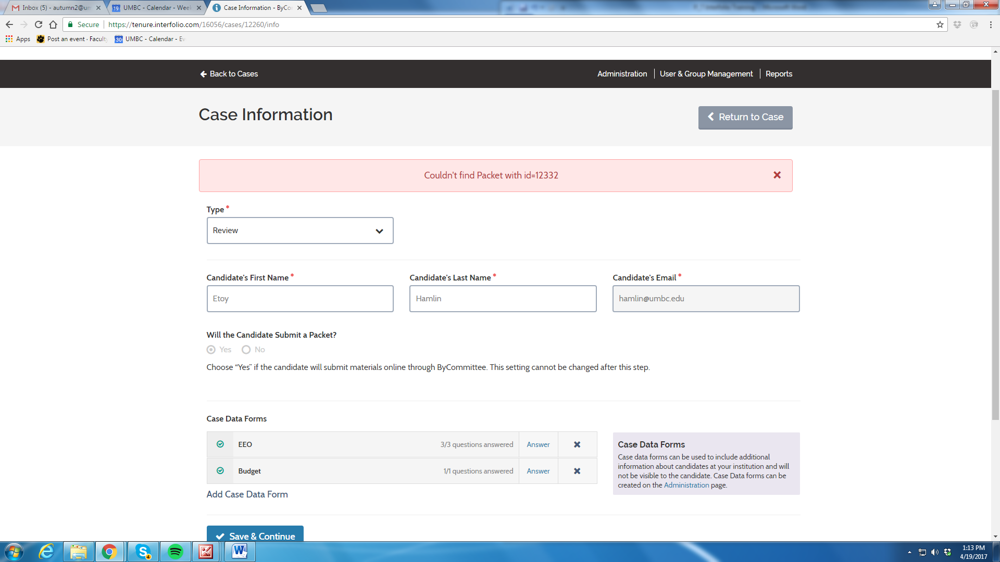 Inbox (5) - autumn2@um
UMBC - Calendar - Week
Case Information - ByCo
Secure
https://tenure.interfolio.com/16056/cases/12260/info
Apps
Post an event · Faculty
UMBC - Calendar - Ev
Back to Cases
Administration
User & Group Management
Reports
Case Information
Return to Case
Couldn't find Packet with id=12332
Type *
Review
Candidate's First Name *
Candidate's Last Name *
Candidate's Email *
Etoy
Hamlin
hamlin@umbc.edu
Will the Candidate Submit a Packet?
Yes
No
Choose “Yes” if the candidate will submit materials online through ByCommittee. This setting cannot be changed after this step.
Case Data Forms
EEO
3/3 questions answered
Answer
Budget
1/1 questions answered
Answer
Add Case Data Form
Case Data Forms
Case data forms can be used to include additional
information about candidates at your institution and will
not be visible to the candidate. Case Data forms can be
created on the Administration page.
Save & Continue
4
1:13 PM
4/19/2017